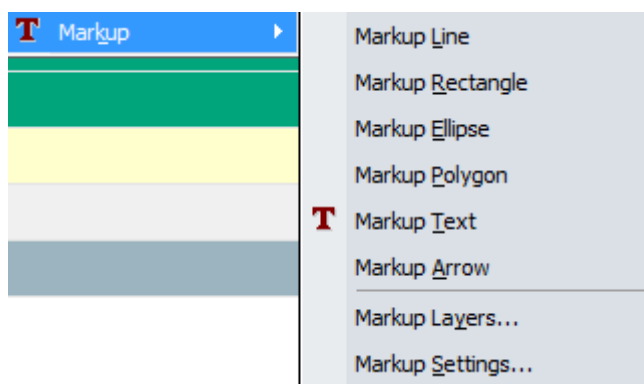 Markup
Markup Line
Markup Rectangle
Markup Ellipse
Markup Polygon
T Markup Text
Markup Arrow
Markup Layers...
Markup Settings...